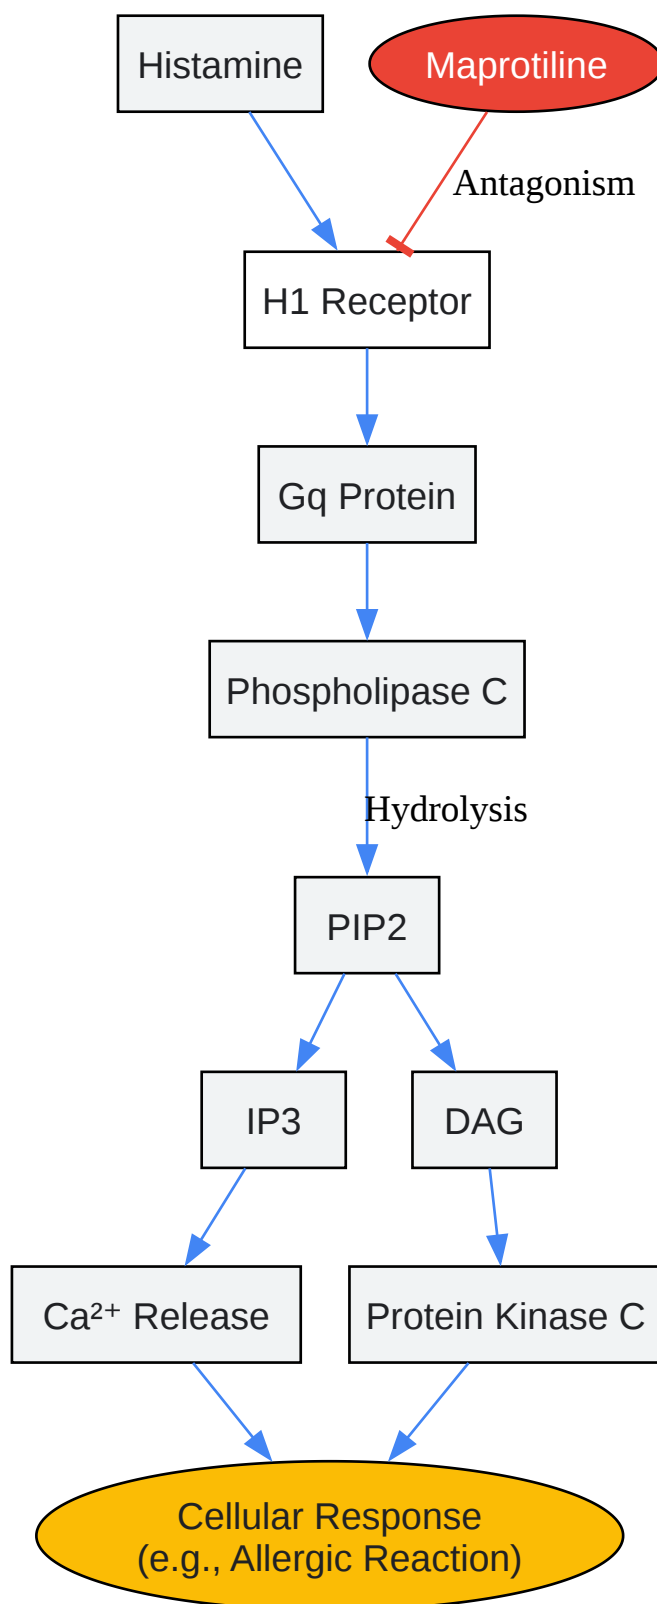 Histamine
Maprotiline
Antagonism
H1 Receptor
Gq Protein
Phospholipase C
Hydrolysis
PIP2
IP3
DAG
Ca²⁺ Release
Protein Kinase C
Cellular Response
(e.g., Allergic Reaction)